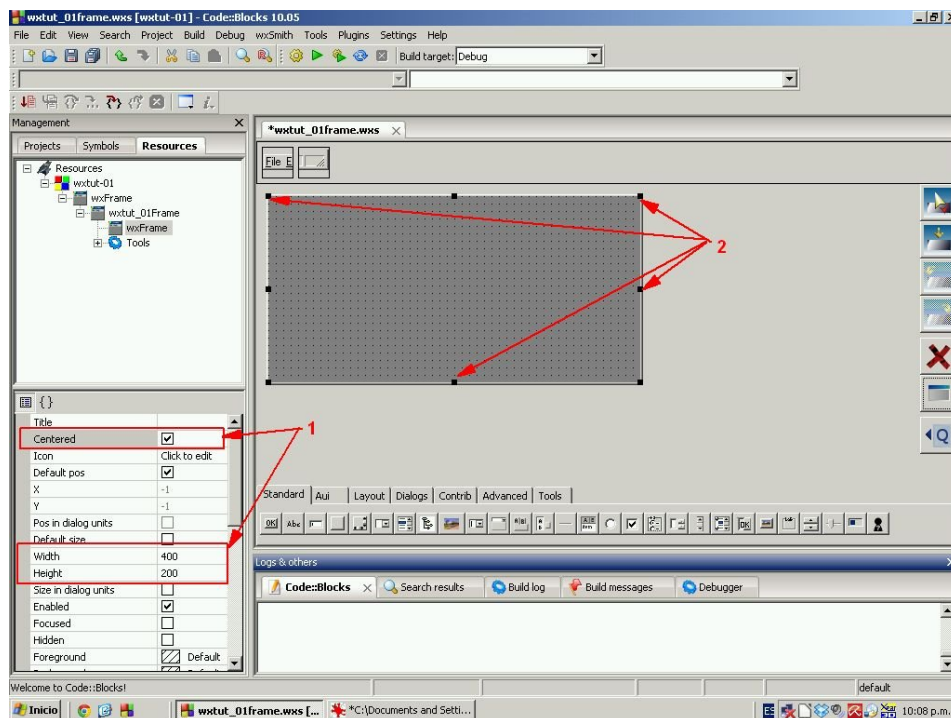 wxtut_01frame.wxs [wxtut-01] - Code::Blocks 10.05
File Edit View Search Project Build Debug wxSmith Tools Plugins Settings Help
Build target: Debug
Management
*wxtut_01frame.wxs
Projects Symbols Resources
File E
Resources
wxtut-01
wxFrame
wxtut_01Frame
wxFrame
Tools
2
{}
Title
Centered
1
Icon Click to edit
Default pos
X -1
Y -1
Pos in dialog units
Default size
Width 400
Height 200
Size in dialog units
Enabled
Focused
Hidden
Foreground Default
Q
Standard Aui Layout Dialogs Contrib Advanced Tools
OK Abc
Logs & others
Code::Blocks Search results Build log Build messages Debugger
Welcome to Code::Blocks! default
Inicio wxtut_01frame.wxs [... *C:\Documents and Setti... ES 10:08 p.m.